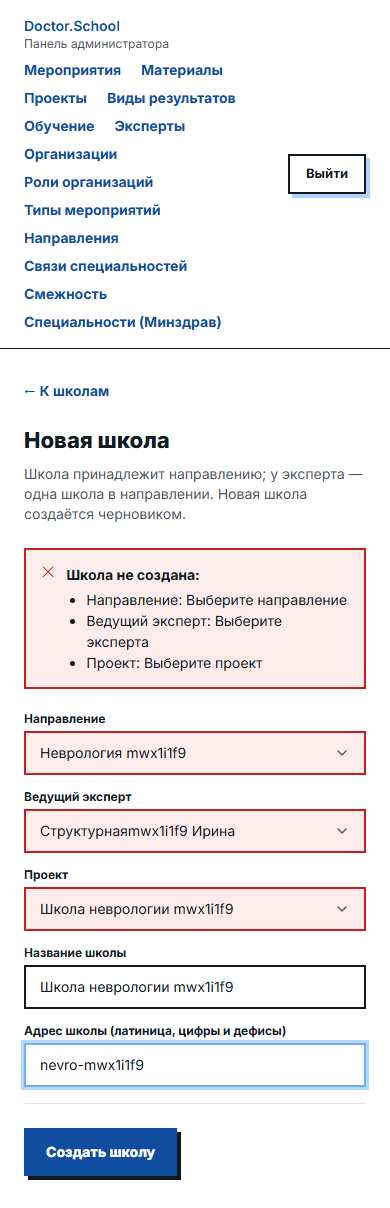 Doctor.School
Панель администратора
Мероприятия Материалы
Проекты Виды результатов
Обучение Эксперты
Организации
Роли организаций
Типы мероприятий
Направления
Связи специальностей
Смежность
Специальности (Минздрав)
Выйти
← К школам
Новая школа
Школа принадлежит направлению; у эксперта —
одна школа в направлении. Новая школа
создаётся черновиком.
Школа не создана:
• Направление: Выберите направление
• Ведущий эксперт: Выберите
эксперта
• Проект: Выберите проект
Направление
Неврология mwx1i1f9
Ведущий эксперт
Структурнаяmwx1i1f9 Ирина
Проект
Школа неврологии mwx1i1f9
Название школы
Школа неврологии mwx1i1f9
Адрес школы (латиница, цифры и дефисы)
nevro-mwx1i1f9
Создать школу